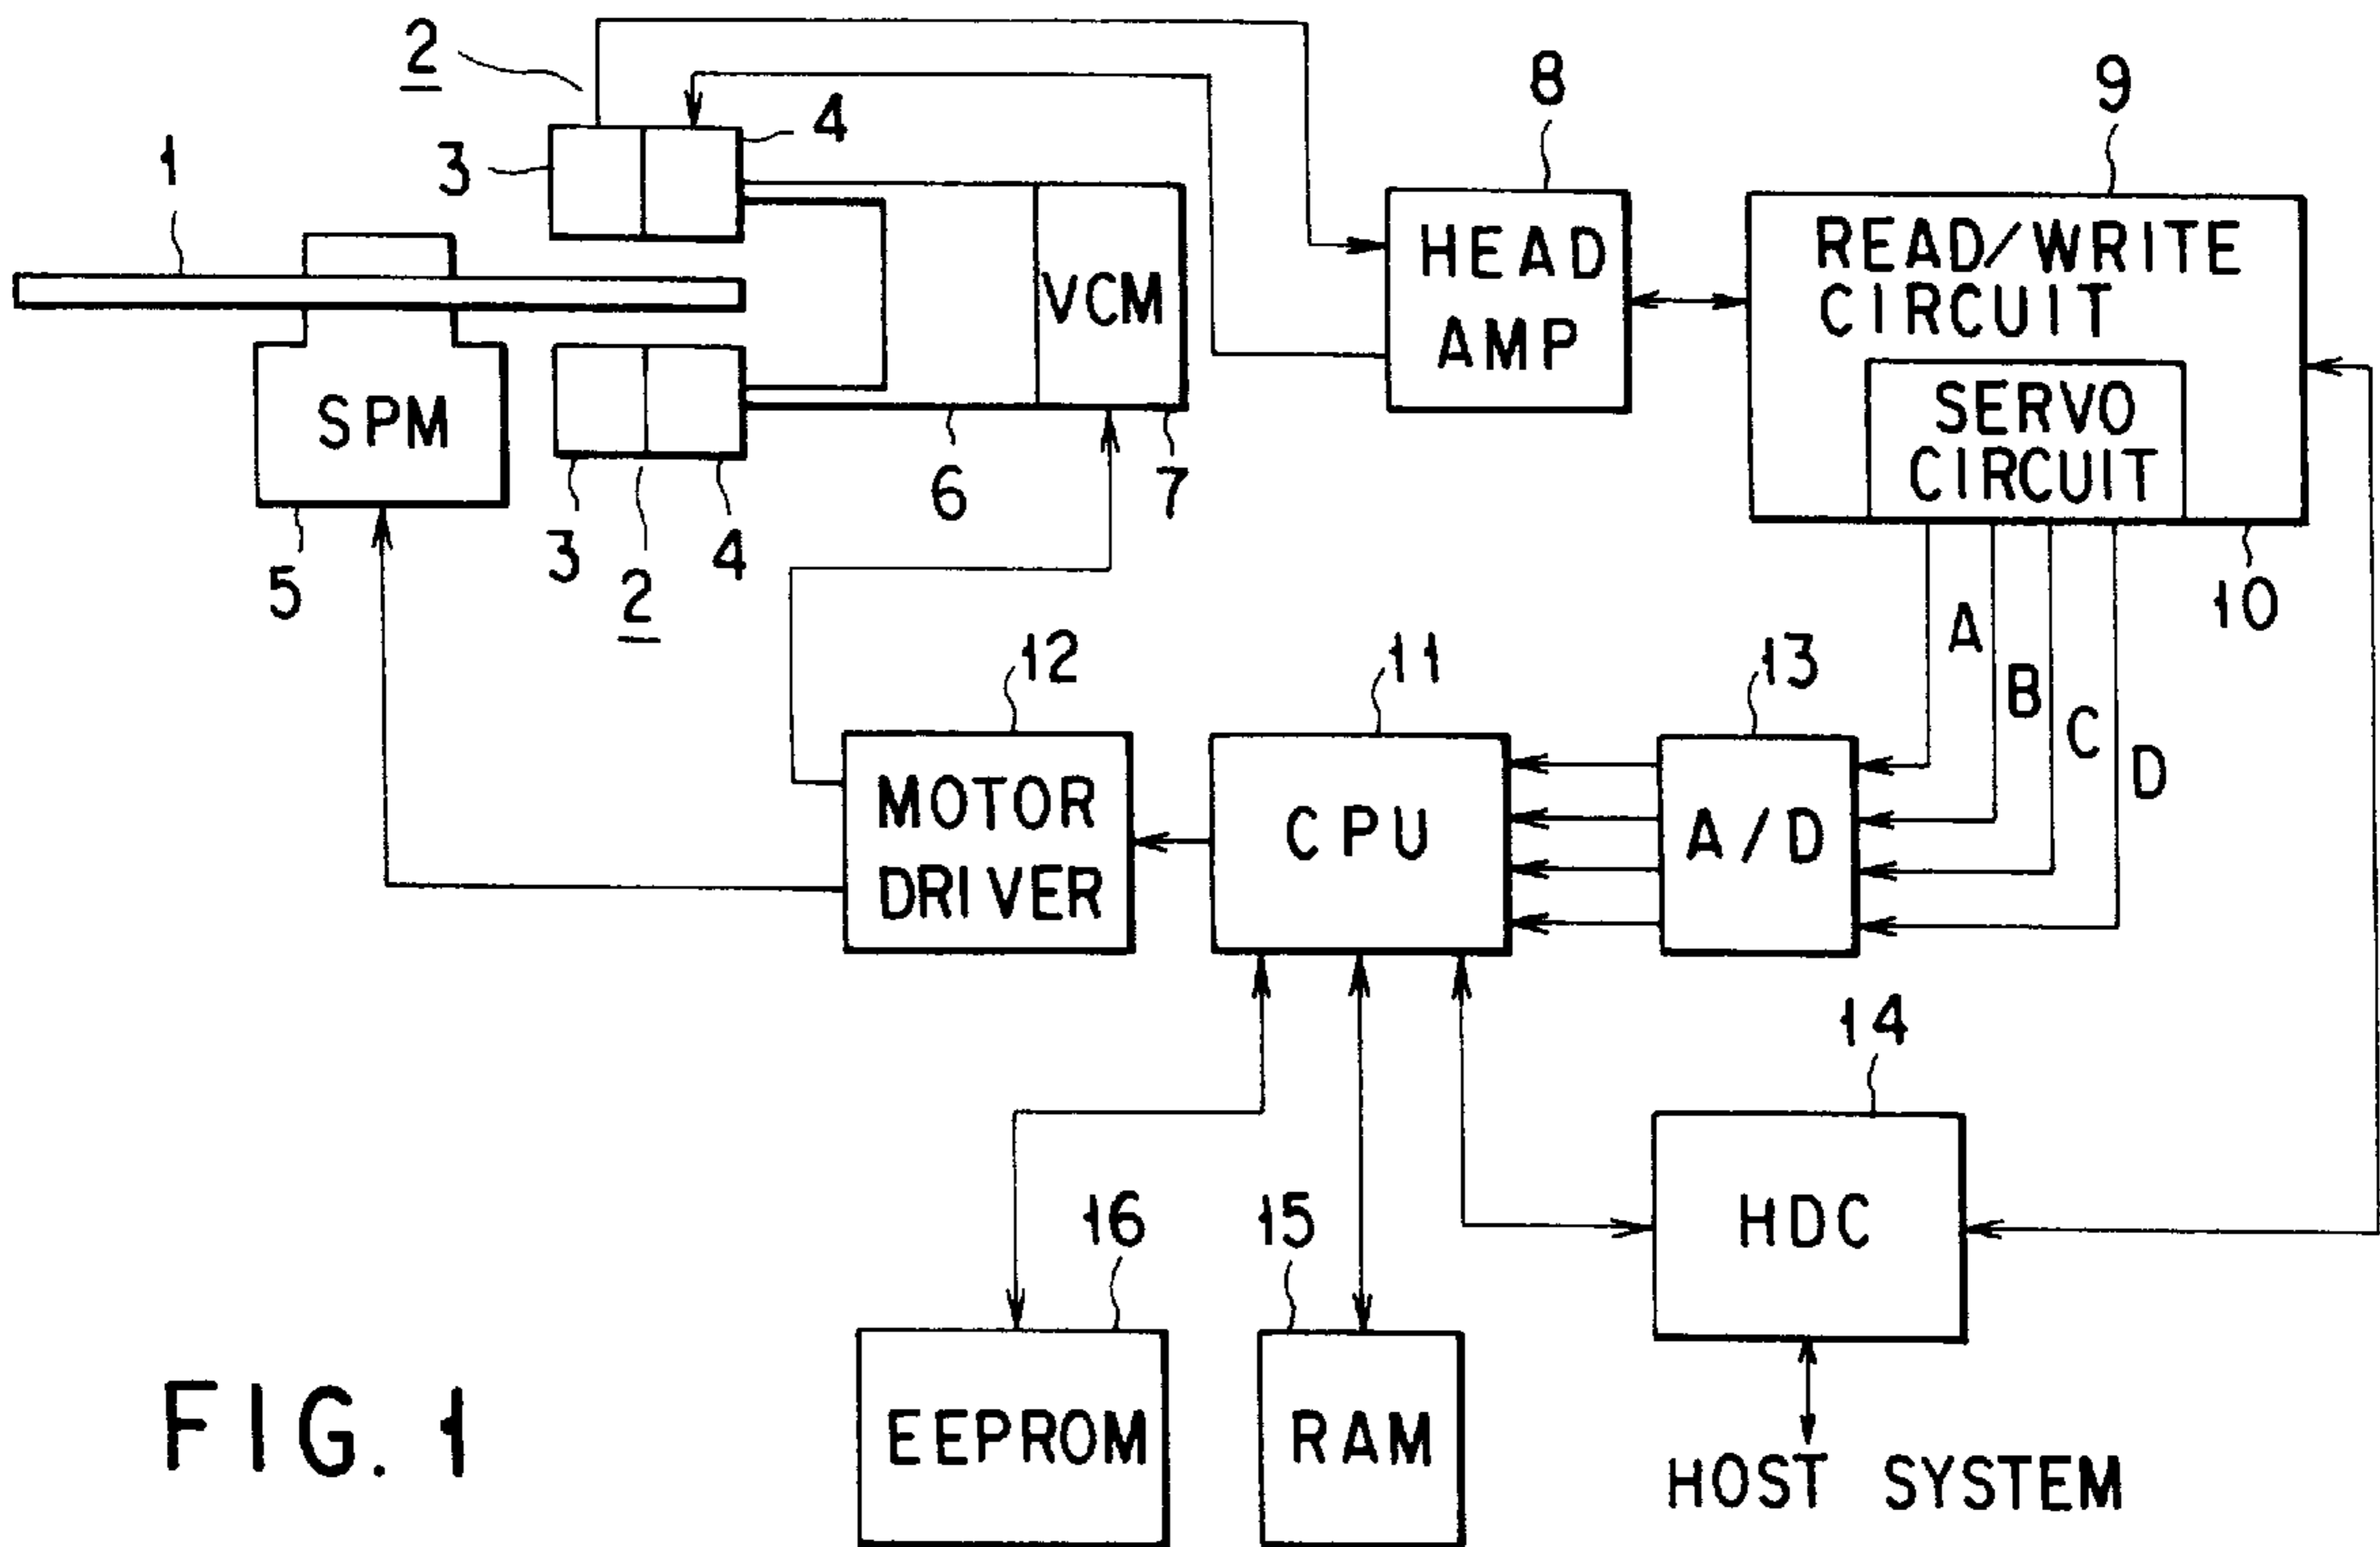 2
8
9
4
3
1
HEAD
AMP
READ/WRITE
CIRCUIT
VCM
SERVO
CIRCUIT
SPM
6
7
3
4
5
2
10
A
B
C
D
12
11
13
MOTOR
DRIVER
CPU
A/D
14
16
15
HDC
EEPROM
RAM
HOST SYSTEM
FIG. 1